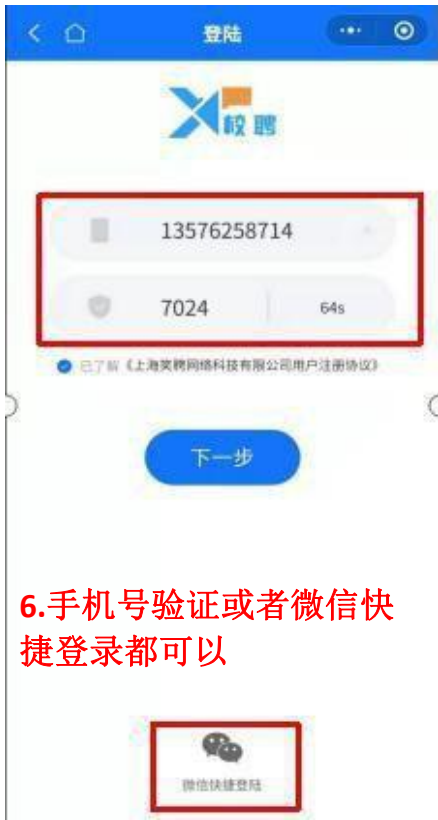 登陆
校聘
13576258714
7024
64s
已了解《上海笑聘网络科技有限公司用户注册协议》
下一步
6.手机号验证或者微信快
捷登录都可以
微信快捷登陆